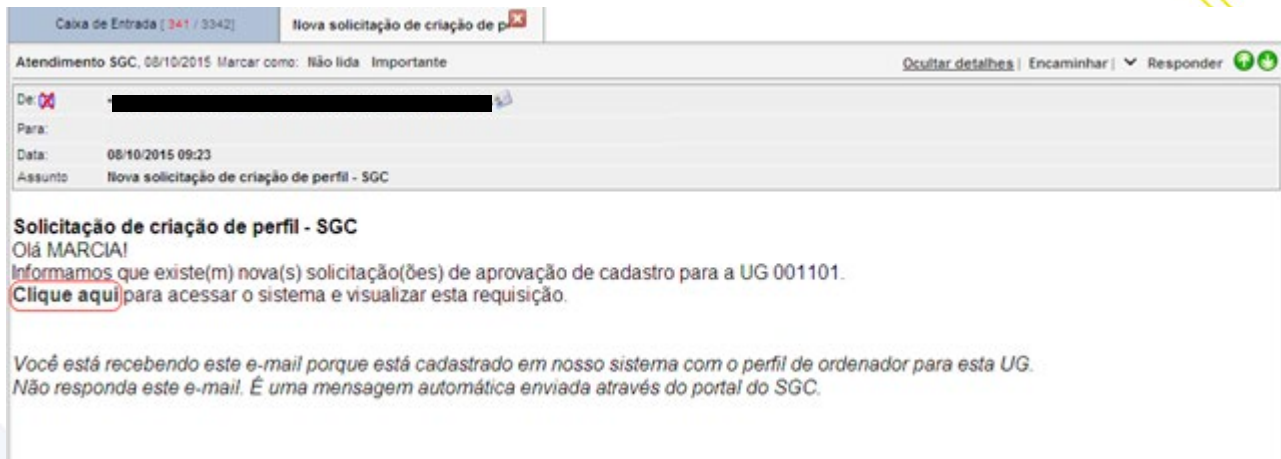 Caixa de Entrada [ 341 / 3342]
Nova solicitação de criação de p
Atendimento SGC, 08/10/2015 Marcar como: Não lida Importante
Ocultar detalhes | Encaminhar | Responder
De:
Para:
Data: 08/10/2015 09:23
Assunto Nova solicitação de criação de perfil - SGC
Solicitação de criação de perfil - SGC
Olá MARCIA!
Informamos que existe(m) nova(s) solicitação(ões) de aprovação de cadastro para a UG 001101.
Clique aqui para acessar o sistema e visualizar esta requisição.
Você está recebendo este e-mail porque está cadastrado em nosso sistema com o perfil de ordenador para esta UG.
Não responda este e-mail. É uma mensagem automática enviada através do portal do SGC.